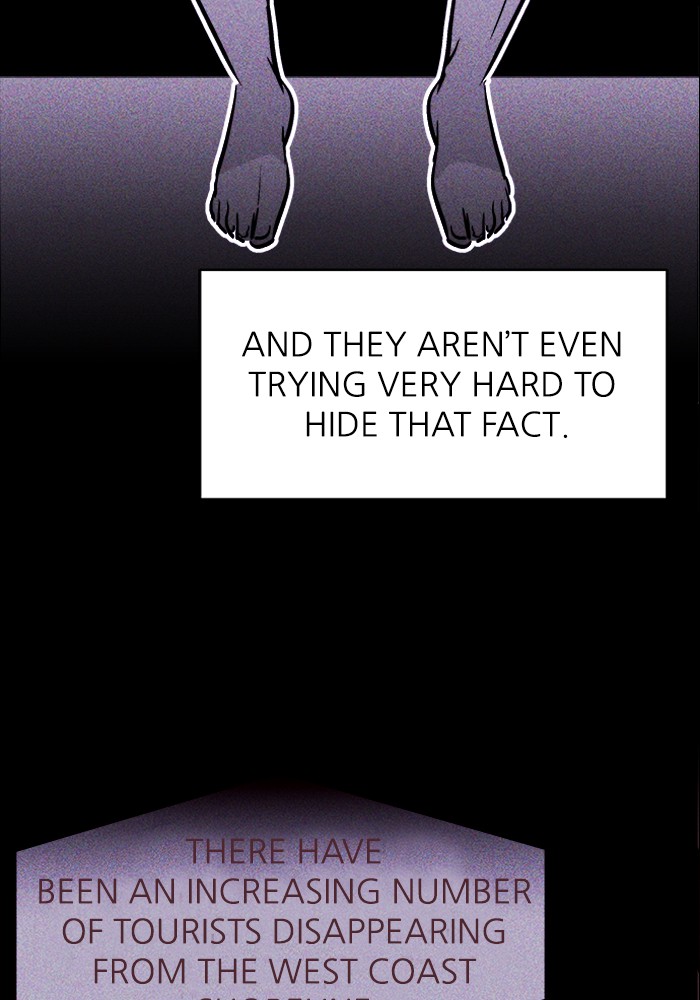 AND THEY AREN'T EVEN
TRYING VERY HARD TO
HIDE THAT FACT.
THERE HAVE
BEEN AN INCREASING NUMBER
OF TOURISTS DISAPPEARING
FROM THE WEST COAST